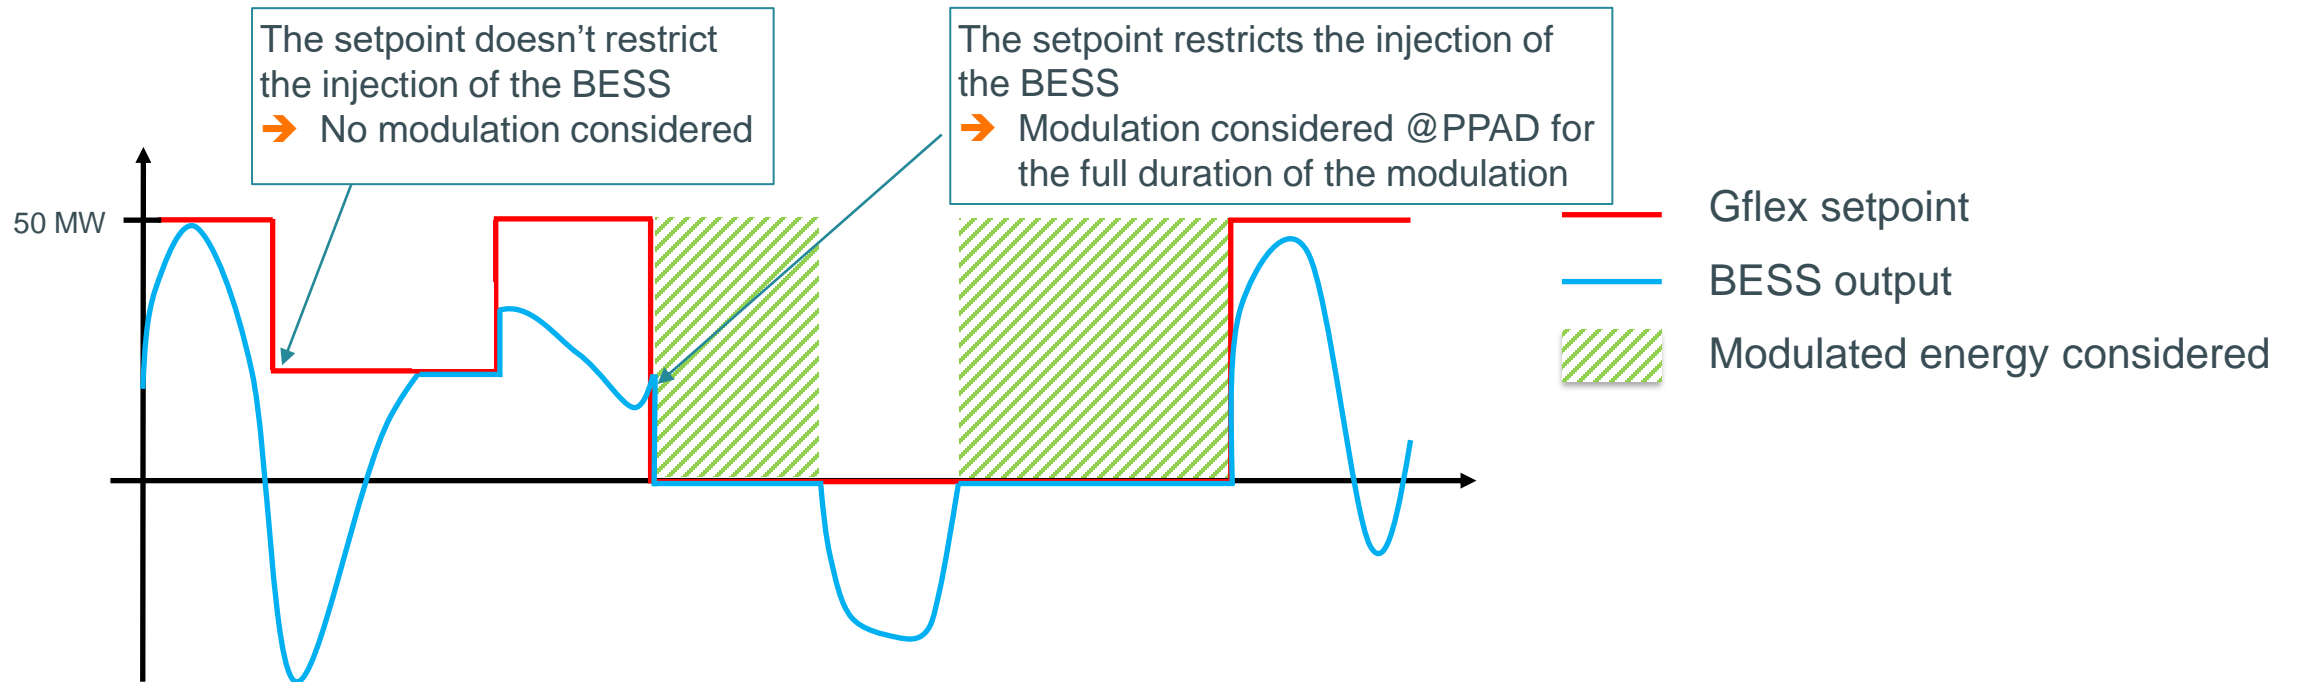 The setpoint doesn’t restrict
the injection of the BESS
➔ No modulation considered
The setpoint restricts the injection of
the BESS
➔ Modulation considered @PPAD for
the full duration of the modulation
50 MW
Gflex setpoint
BESS output
Modulated energy considered